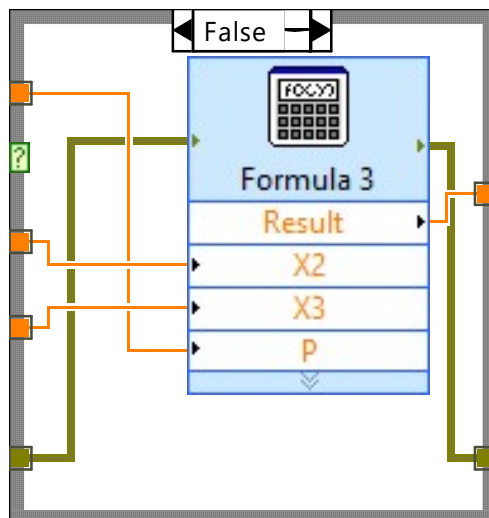 False
?
f(x,y)
Formula 3
Result
X2
X3
P